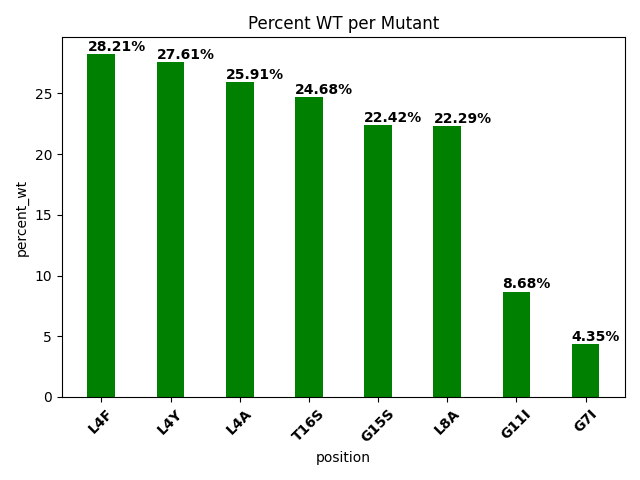 Percent WT per Mutant
28.21%
27.61%
25.91%
24.68%
22.42%
22.29%
8.68%
4.35%
percent_wt
25
20
15
10
5
0
L4F
L4Y
L4A
T16S
G15S
L8A
G11I
G7I
position